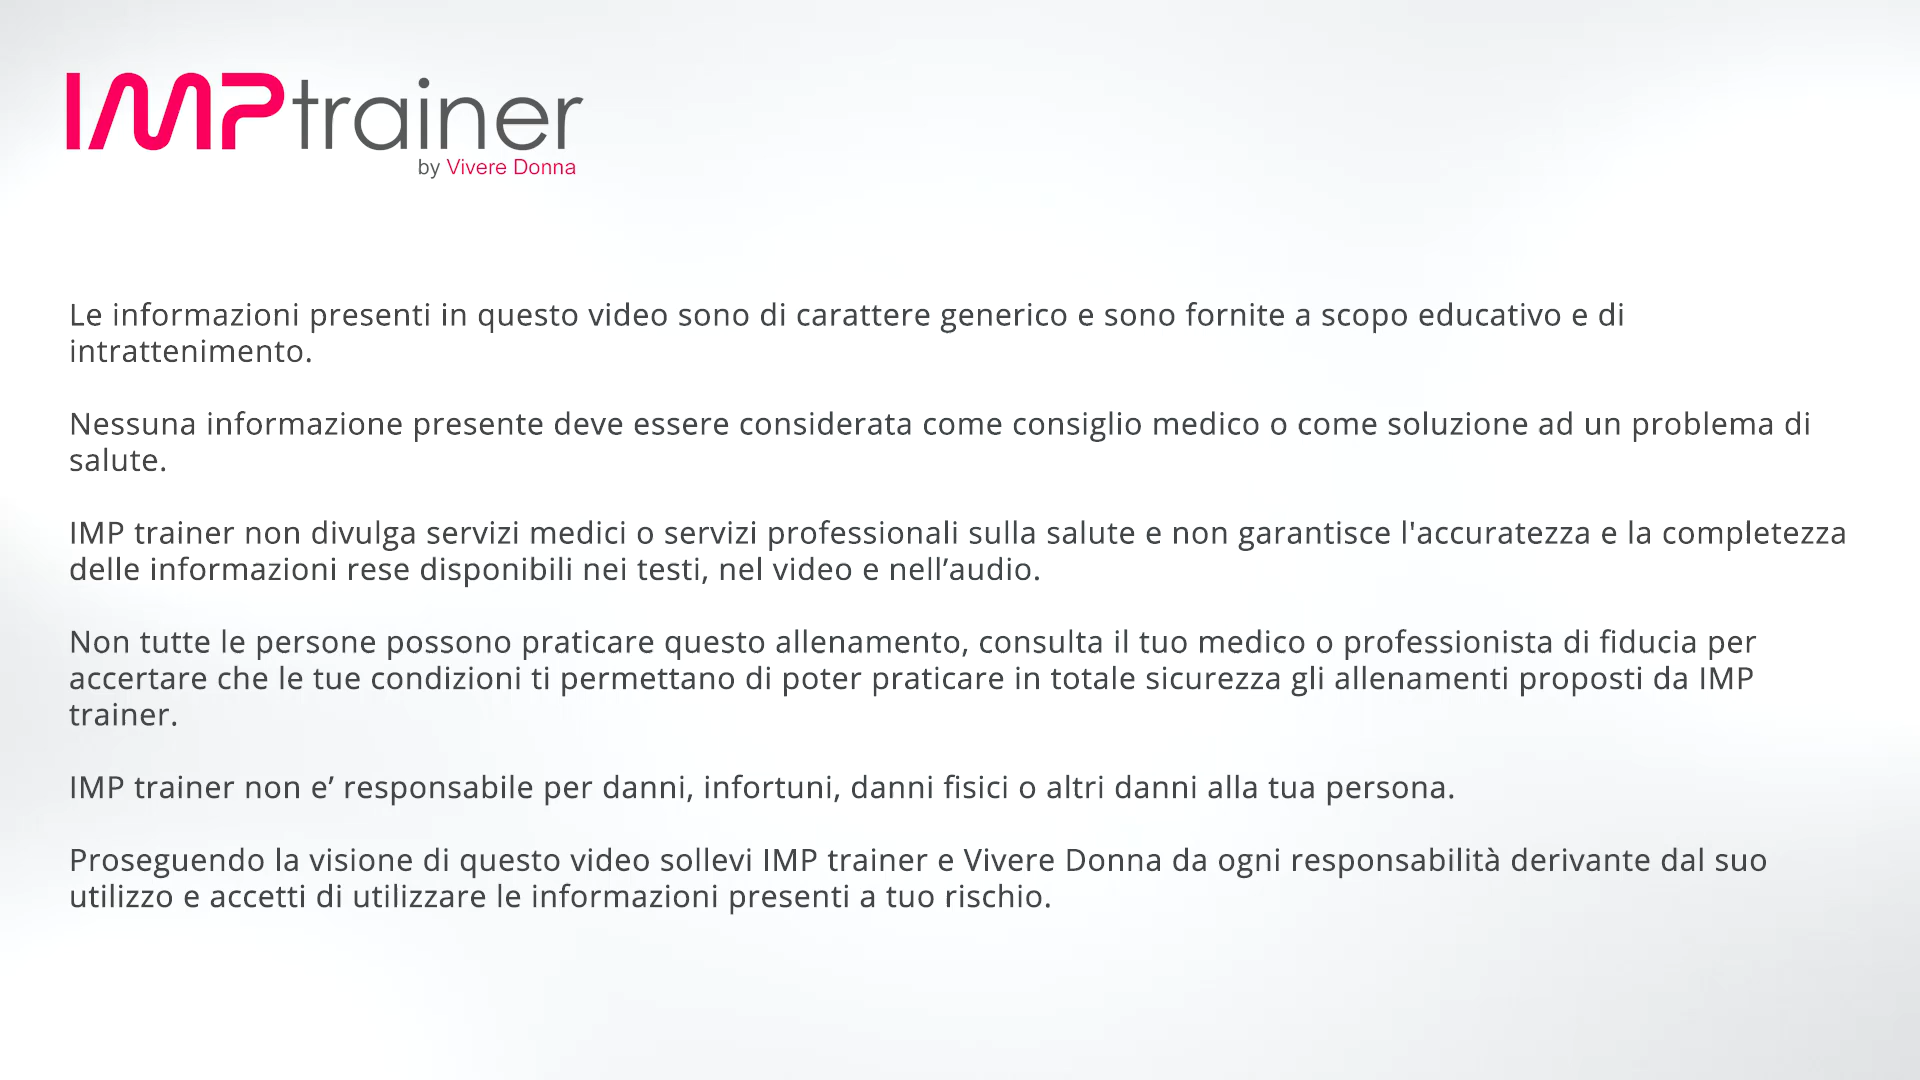 IMP trainer
by Vivere Donna
Le informazioni presenti in questo video sono di carattere generico e sono fornite a scopo educativo e di
intrattenimento.
Nessuna informazione presente deve essere considerata come consiglio medico o come soluzione ad un problema di
salute.
IMP trainer non divulga servizi medici o servizi professionali sulla salute e non garantisce l'accuratezza e la completezza
delle informazioni rese disponibili nei testi, nel video e nell’audio.
Non tutte le persone possono praticare questo allenamento, consulta il tuo medico o professionista di fiducia per
accertare che le tue condizioni ti permettano di poter praticare in totale sicurezza gli allenamenti proposti da IMP
trainer.
IMP trainer non e’ responsabile per danni, infortuni, danni fisici o altri danni alla tua persona.
Proseguendo la visione di questo video sollevi IMP trainer e Vivere Donna da ogni responsabilità derivante dal suo
utilizzo e accetti di utilizzare le informazioni presenti a tuo rischio.